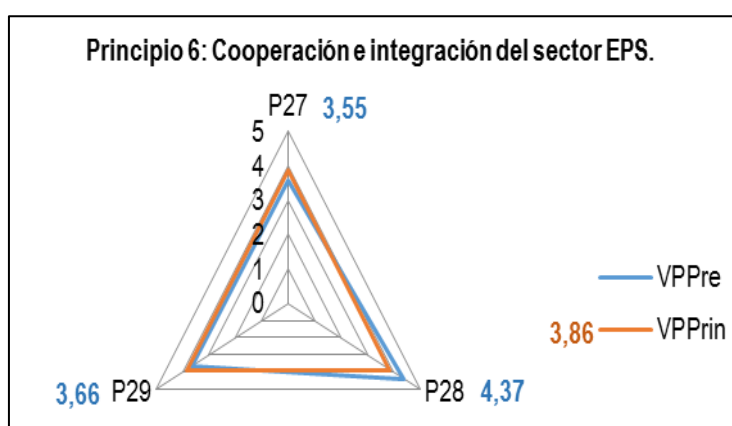 Principio 6: Cooperación e integración del sector EPS.
P27 3,55
5
4
3
2
1
0
VPPre
3,86 VPPrin
3,66 P29
P28 4,37